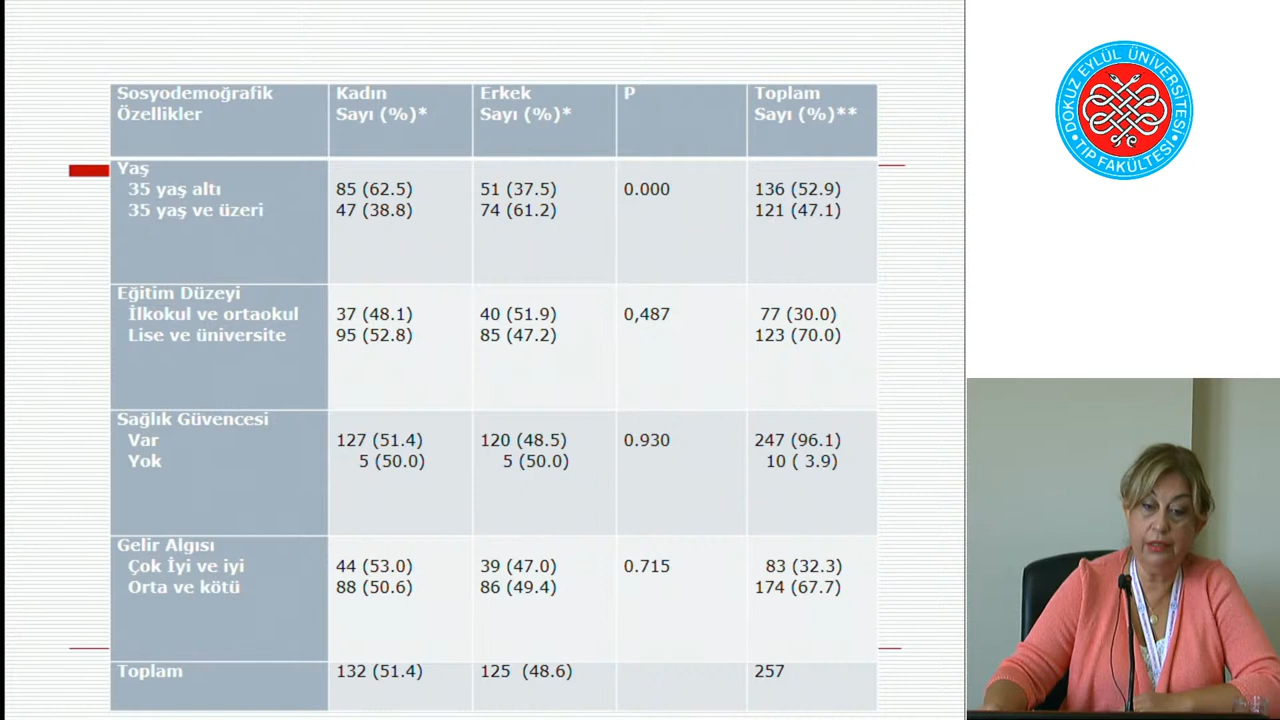 Sosyodemoğrafik Özellikler Kadın Sayı (%)* Erkek Sayı (%)* P Toplam Sayı (%)**
Yaş
35 yaş altı 85 (62.5) 51 (37.5) 0.000 136 (52.9)
35 yaş ve üzeri 47 (38.8) 74 (61.2) 121 (47.1)
Eğitim Düzeyi
İlkokul ve ortaokul 37 (48.1) 40 (51.9) 0,487 77 (30.0)
Lise ve üniversite 95 (52.8) 85 (47.2) 123 (70.0)
Sağlık Güvencesi
Var 127 (51.4) 120 (48.5) 0.930 247 (96.1)
Yok 5 (50.0) 5 (50.0) 10 ( 3.9)
Gelir Algısı
Çok İyi ve iyi 44 (53.0) 39 (47.0) 0.715 83 (32.3)
Orta ve kötü 88 (50.6) 86 (49.4) 174 (67.7)
Toplam 132 (51.4) 125 (48.6) 257
DOKUZ EYLÜL ÜNİVERSİTESİ
• TIP FAKÜLTESİ •